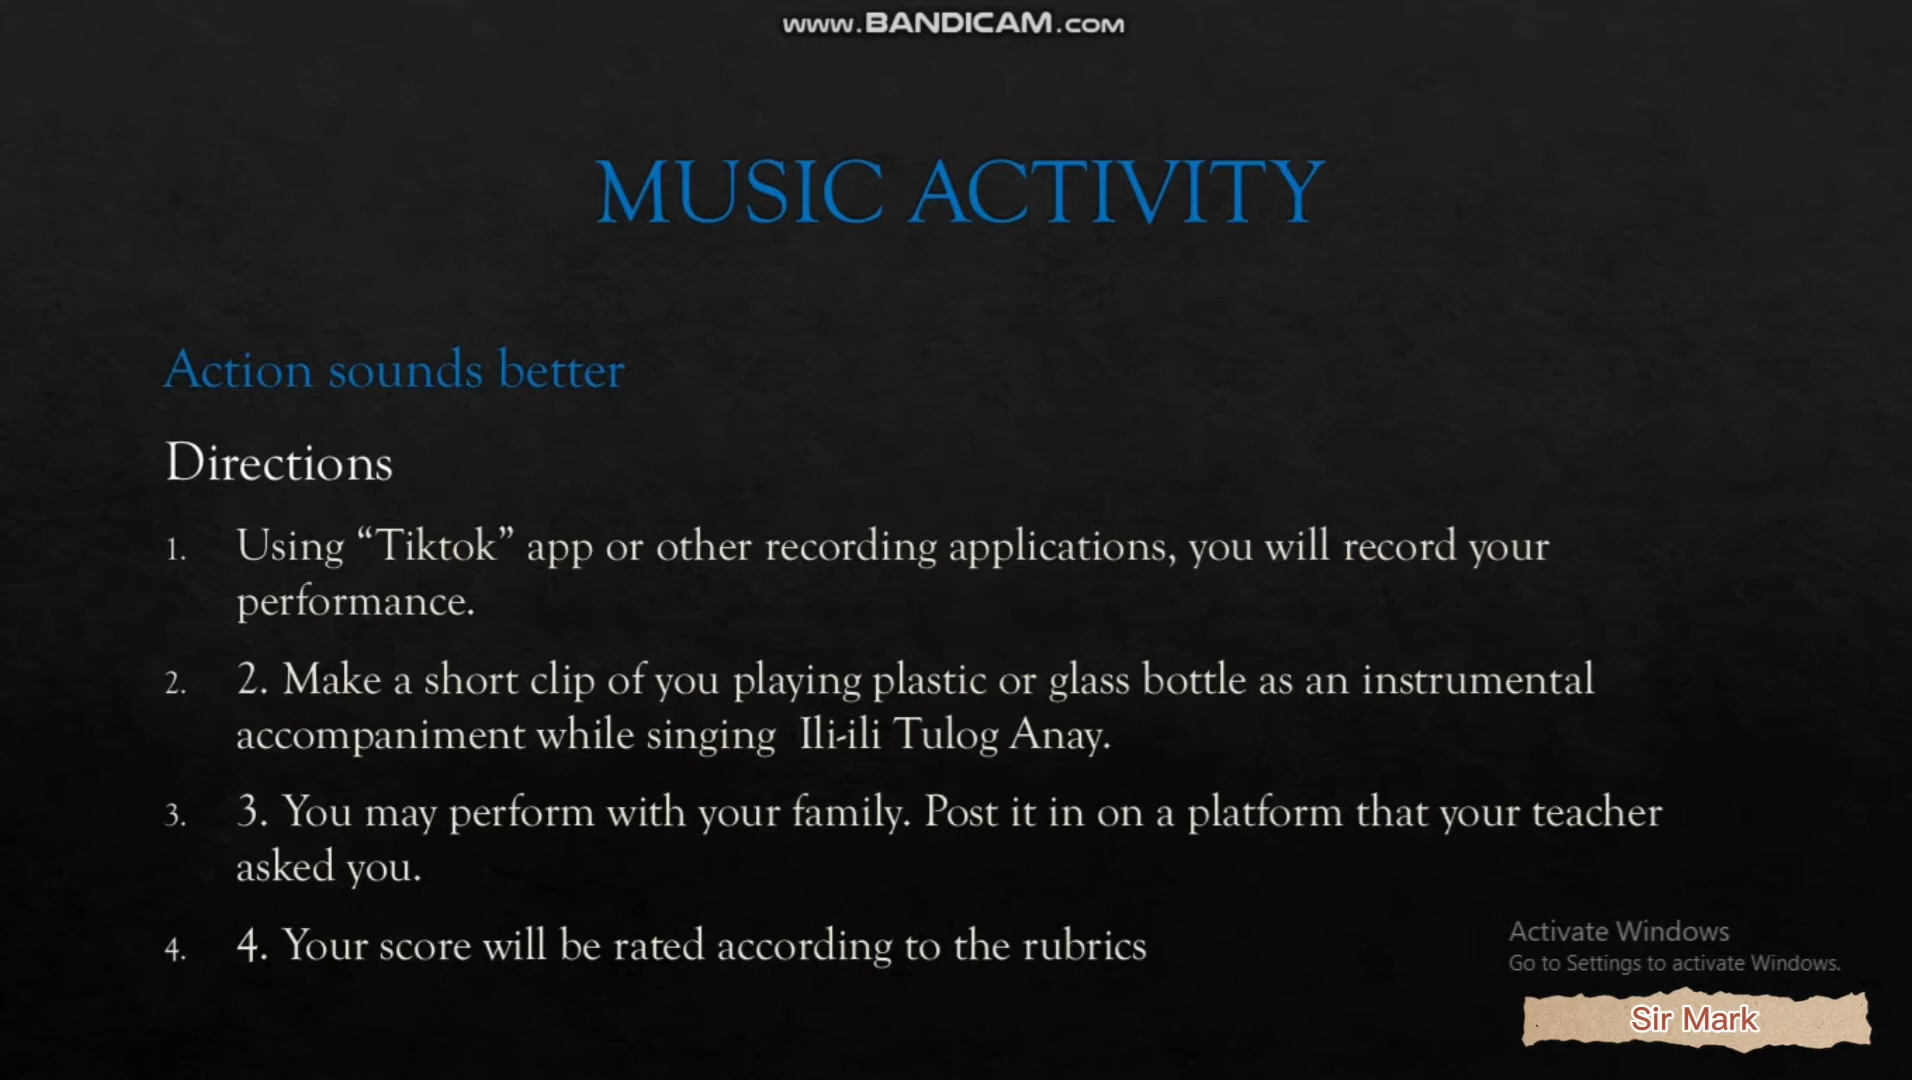 www.BANDICAM.com
MUSIC ACTIVITY
Action sounds better
Directions
1. Using “Tiktok” app or other recording applications, you will record your
performance.
2. 2. Make a short clip of you playing plastic or glass bottle as an instrumental
accompaniment while singing Ili-ili Tulog Anay.
3. 3. You may perform with your family. Post it in on a platform that your teacher
asked you.
4. 4. Your score will be rated according to the rubrics
Activate Windows
Go to Settings to activate Windows.
Sir Mark